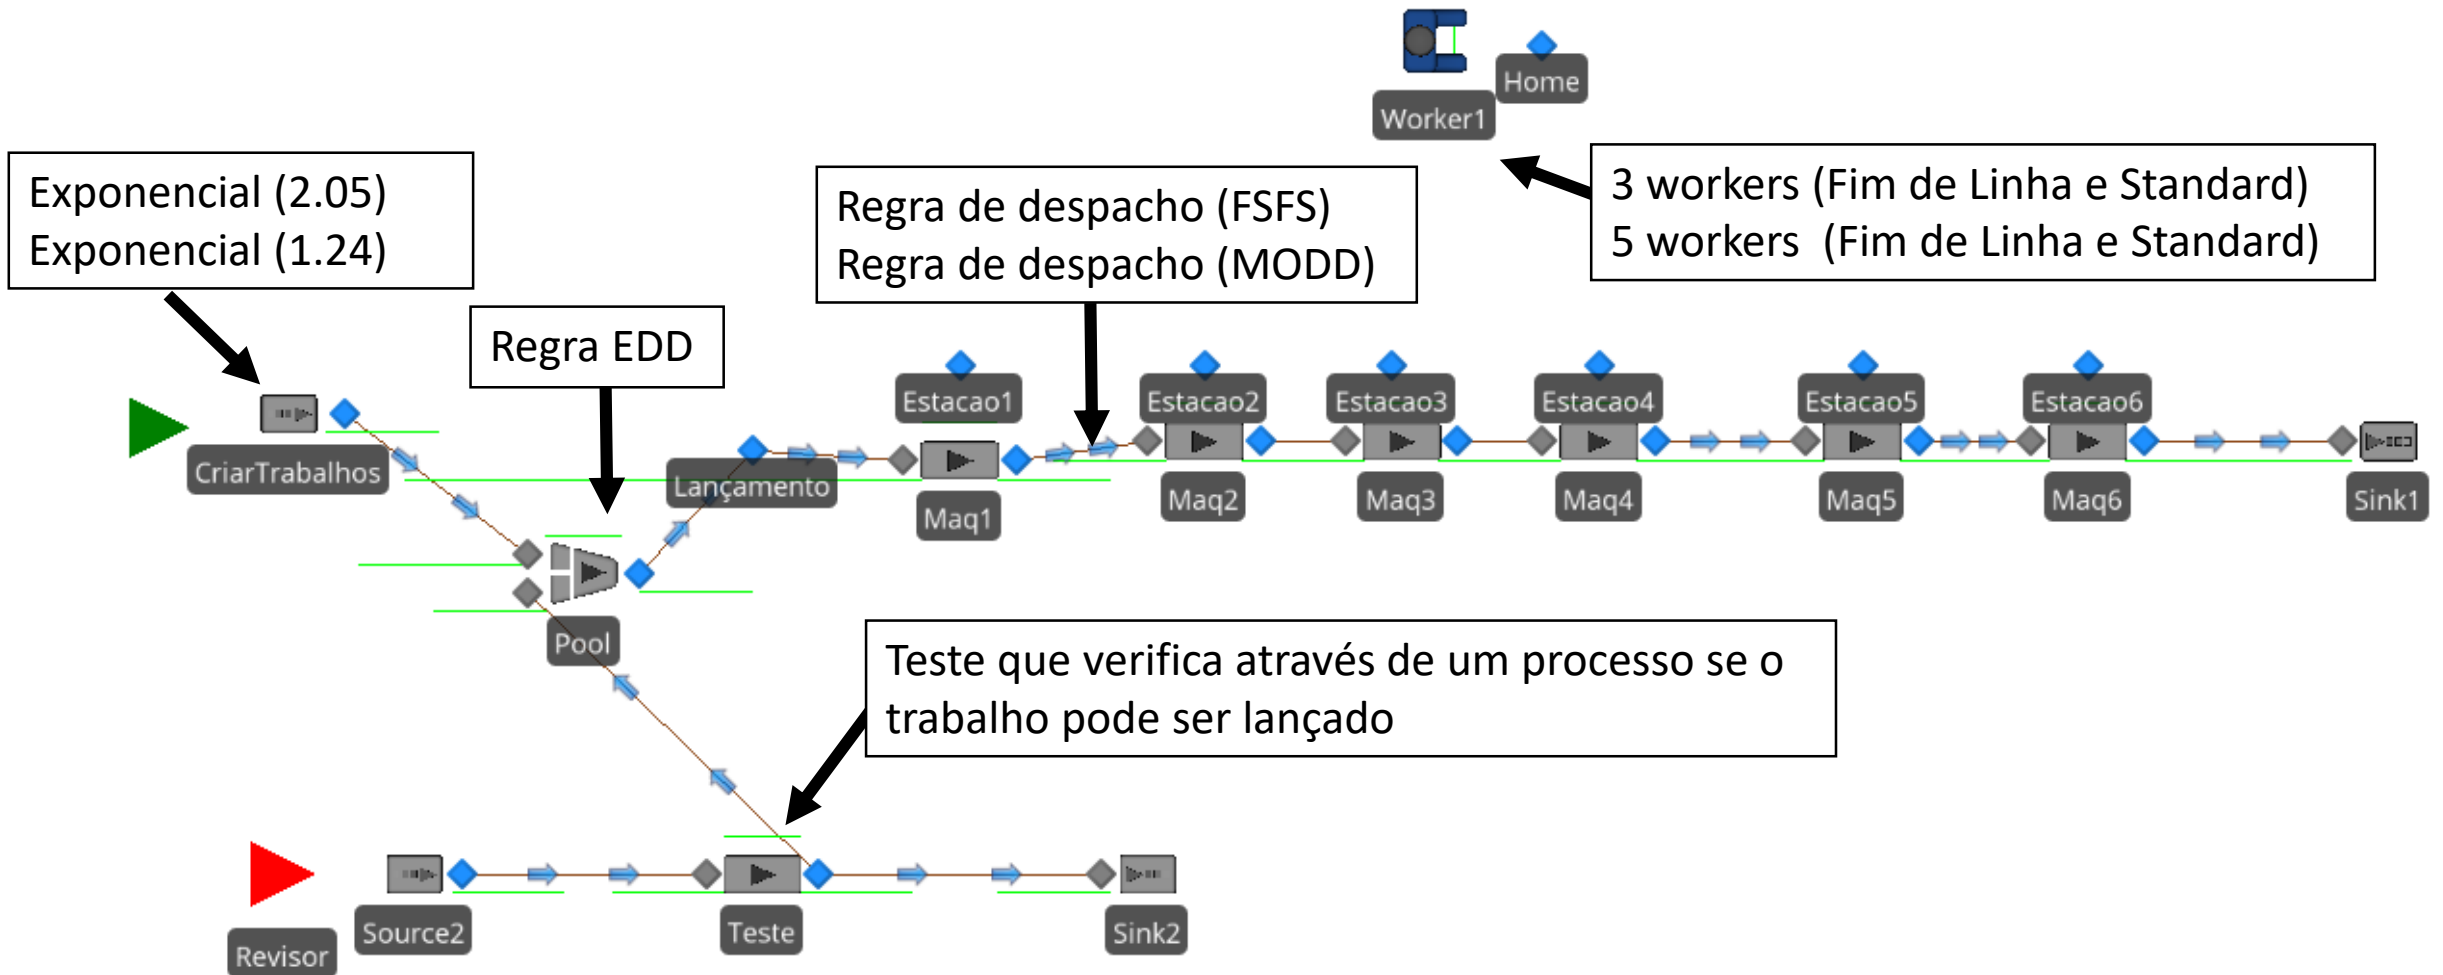 Home
Worker1
Exponencial (2.05)
Exponencial (1.24)
Regra de despacho (FSFS)
Regra de despacho (MODD)
3 workers (Fim de Linha e Standard)
5 workers (Fim de Linha e Standard)
Regra EDD
Estacao1
Estacao2
Estacao3
Estacao4
Estacao5
Estacao6
CriarTrabalhos
Lançamento
Maq1
Maq2
Maq3
Maq4
Maq5
Maq6
Sink1
Pool
Teste que verifica através de um processo se o
trabalho pode ser lançado
Revisor
Source2
Teste
Sink2